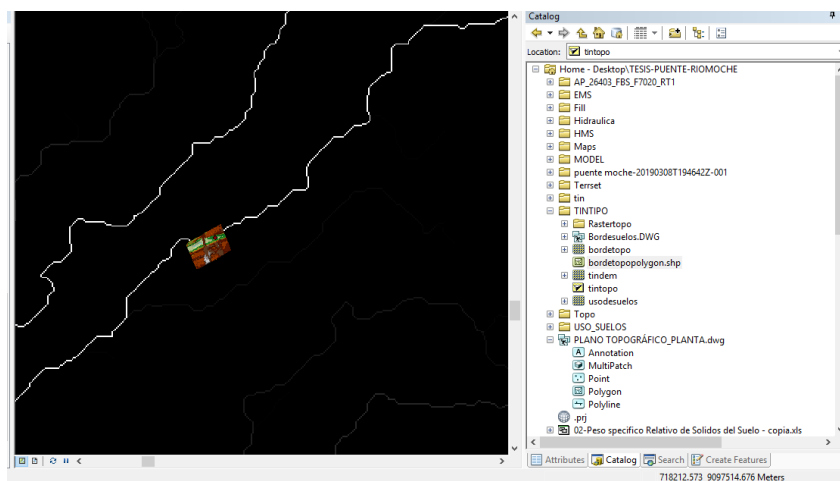 Catalog
Location: tintopo
Home - Desktop\TESIS-PUENTE-RIOMOCHE
AP_26403_FBS_F7020_RT1
EMS
Fill
Hidraulica
HMS
Maps
MODEL
puente moche-20190308T194642Z-001
Terrset
tin
TINTIPO
Rastertopo
Bordesuelos.DWG
bordetopo
bordetopopolygon.shp
tindem
tintopo
usodesuelos
Topo
USO_SUELOS
PLANO TOPOGRÁFICO_PLANTA.dwg
A Annotation
MultiPatch
Point
Polygon
Polyline
.prj
02-Peso specifico Relativo de Solidos del Suelo - copia.xls
Attributes Catalog Search Create Features
718212.573 9097514.676 Meters